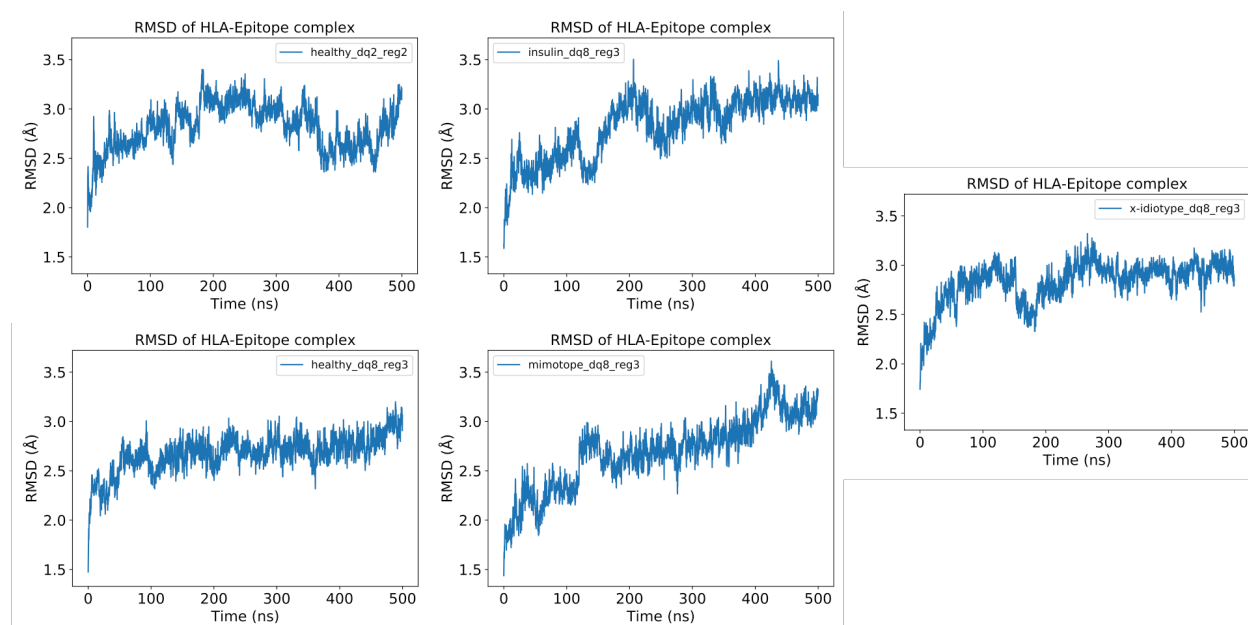 RMSD of HLA-Epitope complex
healthy_dq2_reg2
RMSD (Å)
3.5
3.0
2.5
2.0
1.5
0 100 200 300 400 500
Time (ns)
RMSD of HLA-Epitope complex
insulin_dq8_reg3
RMSD (Å)
3.5
3.0
2.5
2.0
1.5
0 100 200 300 400 500
Time (ns)
RMSD of HLA-Epitope complex
x-idiotype_dq8_reg3
RMSD (Å)
3.5
3.0
2.5
2.0
1.5
0 100 200 300 400 500
Time (ns)
RMSD of HLA-Epitope complex
healthy_dq8_reg3
RMSD (Å)
3.5
3.0
2.5
2.0
1.5
0 100 200 300 400 500
Time (ns)
RMSD of HLA-Epitope complex
mimotope_dq8_reg3
RMSD (Å)
3.5
3.0
2.5
2.0
1.5
0 100 200 300 400 500
Time (ns)